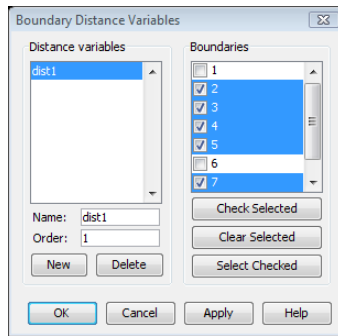 Boundary Distance Variables
Distance variables
dist1
Name: dist1
Order: 1
New Delete
Boundaries
1
2
3
4
5
6
7
Check Selected
Clear Selected
Select Checked
OK Cancel Apply Help